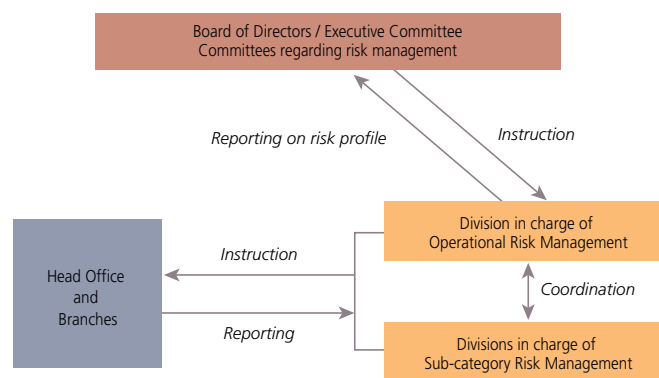 Board of Directors / Executive Committee
Committees regarding risk management
Reporting on risk profile
Instruction
Division in charge of
Operational Risk Management
Head Office
and
Branches
Instruction
Reporting
Coordination
Divisions in charge of
Sub-category Risk Management